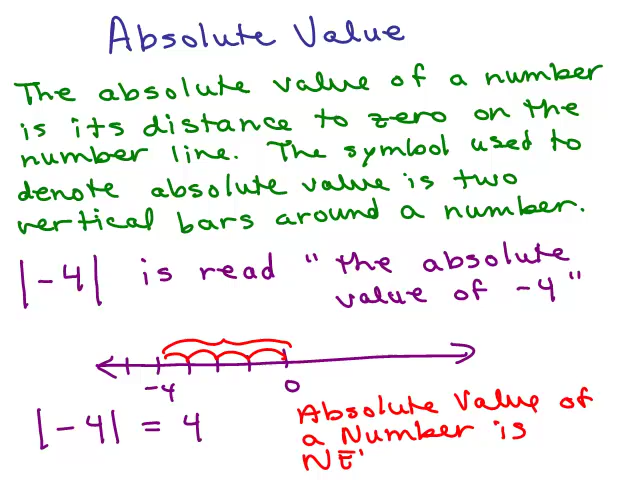 Absolute Value
The absolute value of a number
is its distance to zero on the
number line. The symbol used to
denote absolute value is two
vertical bars around a number.
|-4| is read "the absolute
value of -4"
-4 0
|-4| = 4
Absolute Value of
a Number is
NE